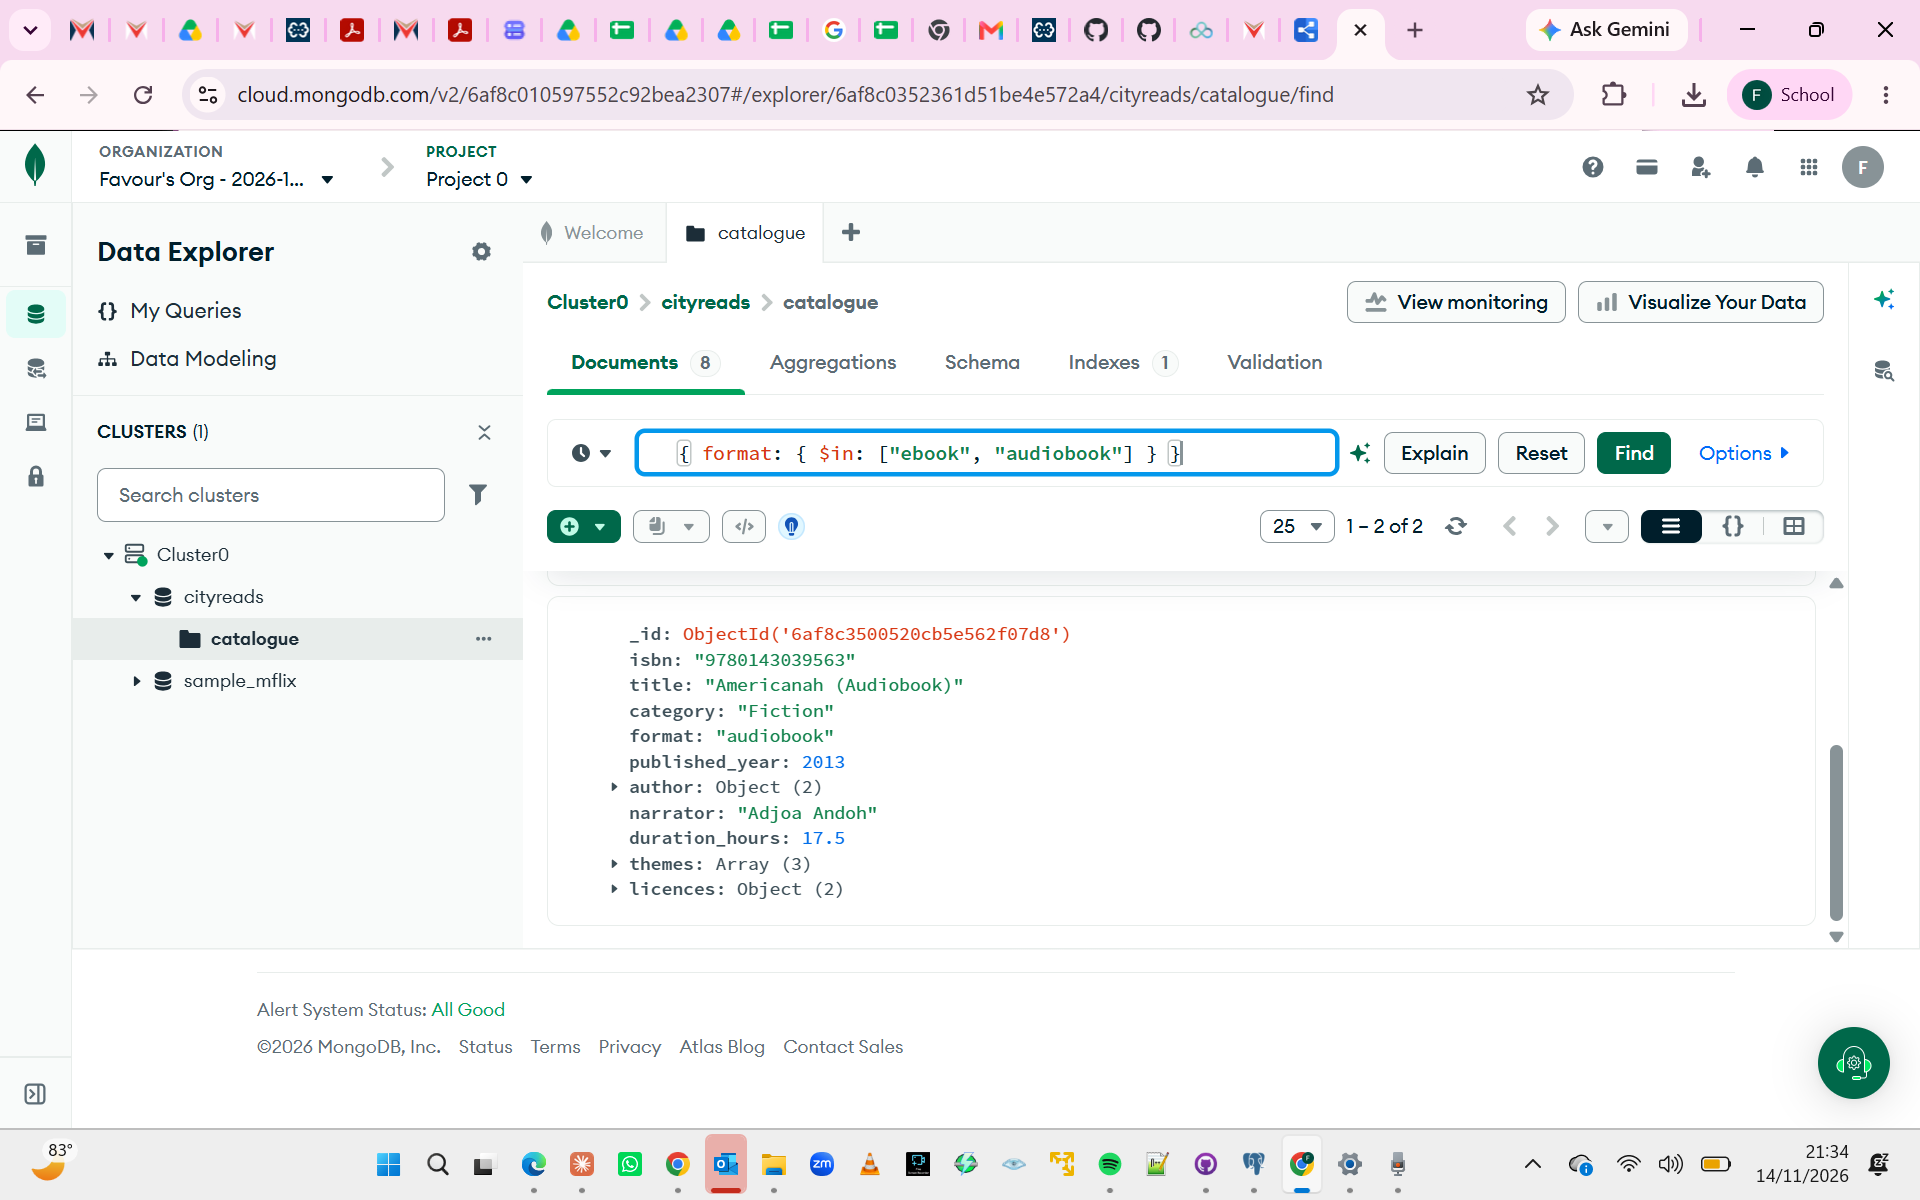 Ask Gemini
cloud.mongodb.com/v2/6af8c010597552c92bea2307#/explorer/6af8c0352361d51be4e572a4/cityreads/catalogue/find
F School
ORGANIZATION
Favour's Org - 2026-1...
PROJECT
Project 0
F
Data Explorer
My Queries
Data Modeling
CLUSTERS (1)
Search clusters
Cluster0
cityreads
catalogue
sample_mflix
Welcome
catalogue
Cluster0 > cityreads > catalogue
View monitoring
Visualize Your Data
Documents 8
Aggregations
Schema
Indexes 1
Validation
{ format: { $in: ["ebook", "audiobook"] } }
Explain
Reset
Find
Options
25
1 – 2 of 2
_id: ObjectId('6af8c3500520cb5e562f07d8')
isbn: "9780143039563"
title: "Americanah (Audiobook)"
category: "Fiction"
format: "audiobook"
published_year: 2013
author: Object (2)
narrator: "Adjoa Andoh"
duration_hours: 17.5
themes: Array (3)
licences: Object (2)
Alert System Status: All Good
©2026 MongoDB, Inc. Status Terms Privacy Atlas Blog Contact Sales
83°
zm
21:34
14/11/2026